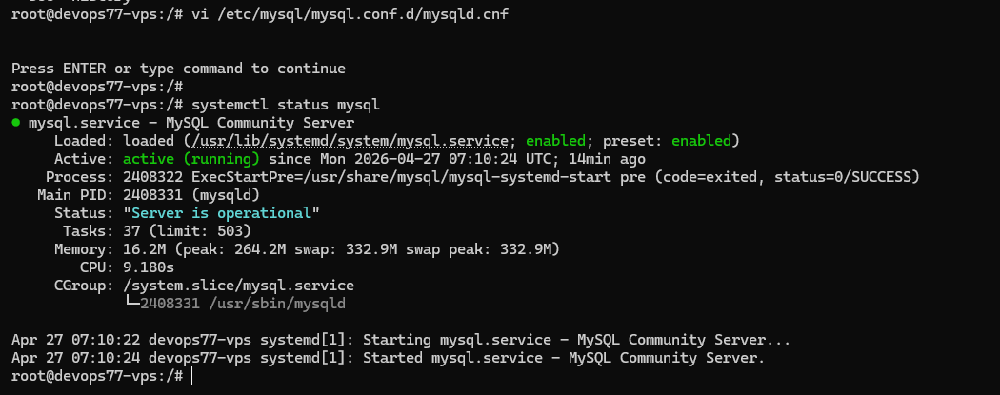 root@devops77-vps:/# vi /etc/mysql/mysql.conf.d/mysqld.cnf
Press ENTER or type command to continue
root@devops77-vps:/#
root@devops77-vps:/# systemctl status mysql
● mysql.service - MySQL Community Server
Loaded: loaded (/usr/lib/systemd/system/mysql.service; enabled; preset: enabled)
Active: active (running) since Mon 2026-04-27 07:10:24 UTC; 14min ago
Process: 2408322 ExecStartPre=/usr/share/mysql/mysql-systemd-start pre (code=exited, status=0/SUCCESS)
Main PID: 2408331 (mysqld)
Status: "Server is operational"
Tasks: 37 (limit: 503)
Memory: 16.2M (peak: 264.2M swap: 332.9M swap peak: 332.9M)
CPU: 9.180s
CGroup: /system.slice/mysql.service
└─2408331 /usr/sbin/mysqld
Apr 27 07:10:22 devops77-vps systemd[1]: Starting mysql.service - MySQL Community Server...
Apr 27 07:10:24 devops77-vps systemd[1]: Started mysql.service - MySQL Community Server.
root@devops77-vps:/#